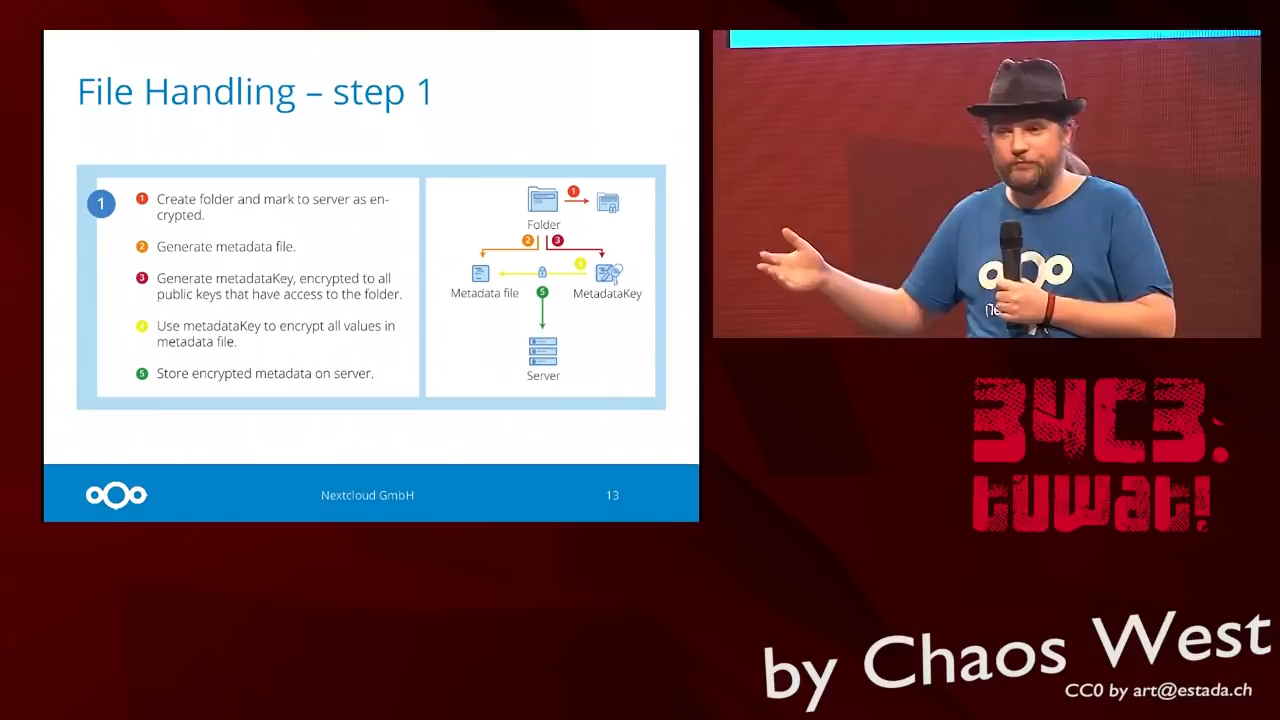 File Handling – step 1
1
1 Create folder and mark to server as en-
crypted.
2 Generate metadata file.
3 Generate metadataKey, encrypted to all
public keys that have access to the folder.
4 Use metadataKey to encrypt all values in
metadata file.
5 Store encrypted metadata on server.
1
Folder
2 3
4
Metadata file MetadataKey
5
Server
Nextcloud GmbH 13
34C3:
tuwat!
by Chaos West
CC0 by art@estada.ch